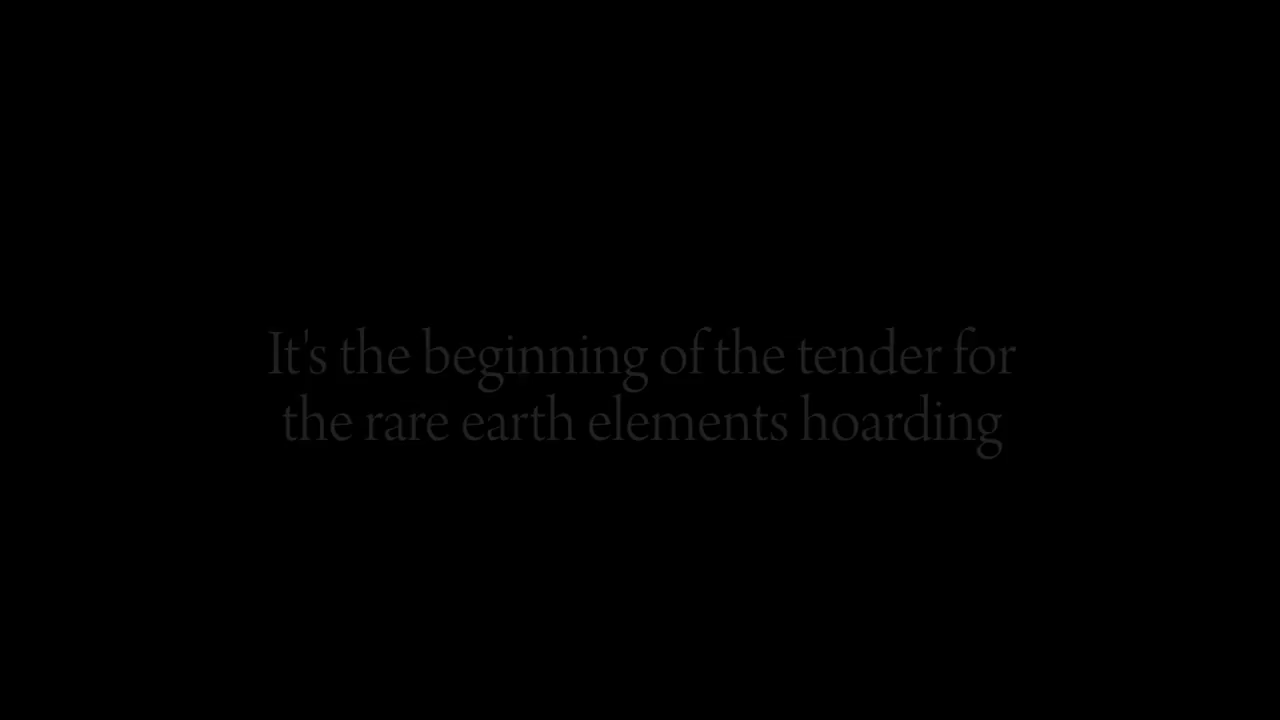 It's the beginning of the tender for
the rare earth elements hoarding